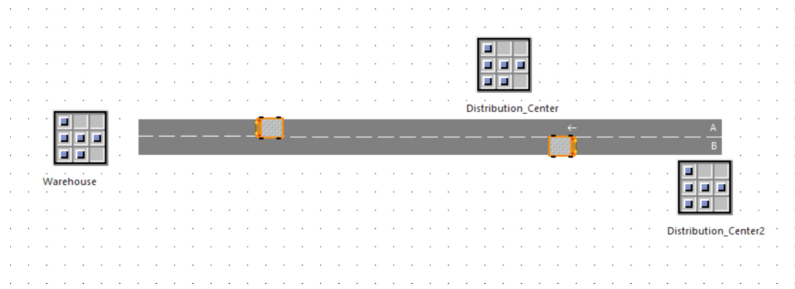 Distribution_Center
A
B
Warehouse
Distribution_Center2